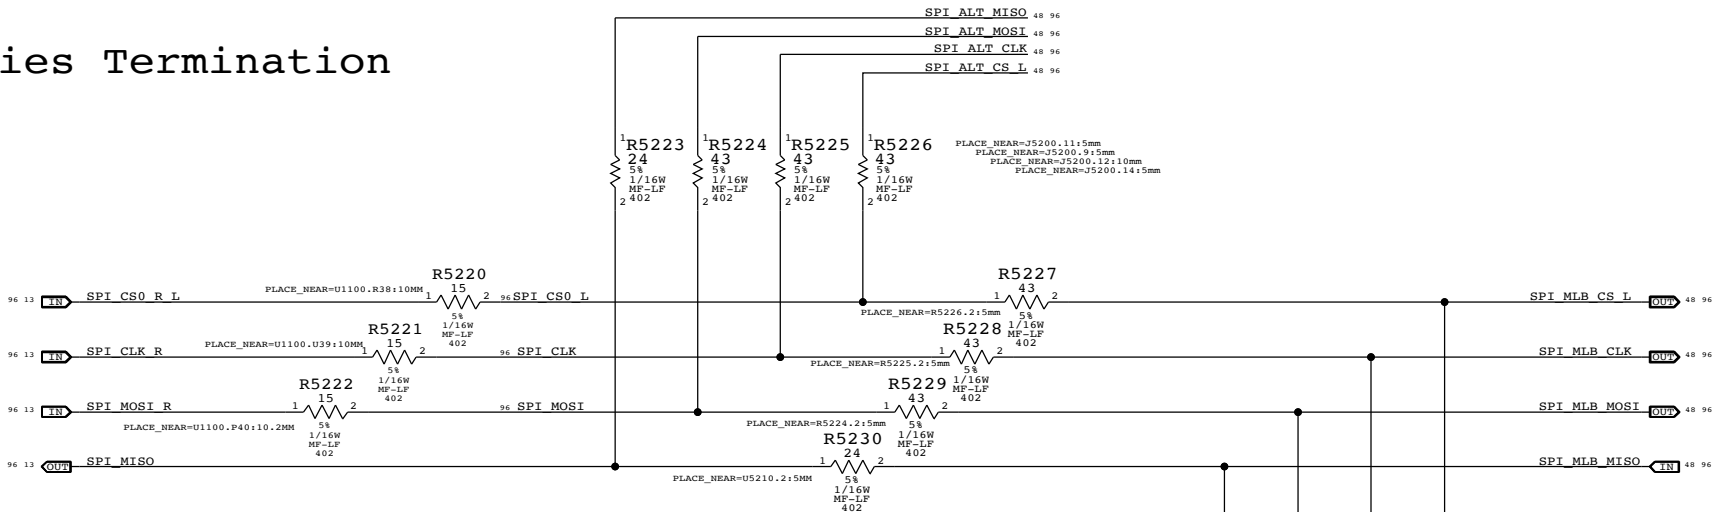 SPI_ALT_MISO 48 96
SPI_ALT_MOSI 48 96
SPI_ALT_CLK 48 96
SPI_ALT_CS_L 48 96
ies Termination
1
R5223
24
5%
1/16W
MF-LF
402
2
1
R5224
43
5%
1/16W
MF-LF
402
2
1
R5225
43
5%
1/16W
MF-LF
402
2
1
R5226
43
5%
1/16W
MF-LF
402
2
PLACE_NEAR=J5200.11:5mm
PLACE_NEAR=J5200.9:5mm
PLACE_NEAR=J5200.12:10mm
PLACE_NEAR=J5200.14:5mm
96 13 IN SPI_CS0_R_L
PLACE_NEAR=U1100.R38:10MM
R5220
1 15 2
5%
1/16W
MF-LF
402
96 SPI_CS0_L
PLACE_NEAR=R5226.2:5mm
R5227
1 43 2
5%
1/16W
MF-LF
402
SPI_MLB_CS_L OUT 48 96
96 13 IN SPI_CLK_R
PLACE_NEAR=U1100.U39:10MM
R5221
1 15 2
5%
1/16W
MF-LF
402
96 SPI_CLK
PLACE_NEAR=R5225.2:5mm
R5228
1 43 2
5%
1/16W
MF-LF
402
SPI_MLB_CLK OUT 48 96
96 13 IN SPI_MOSI_R
PLACE_NEAR=U1100.P40:10.2MM
R5222
1 15 2
5%
1/16W
MF-LF
402
96 SPI_MOSI
PLACE_NEAR=R5224.2:5mm
R5229
1 43 2
5%
1/16W
MF-LF
402
SPI_MLB_MOSI OUT 48 96
96 13 OUT SPI_MISO
PLACE_NEAR=U5210.2:5MM
R5230
1 24 2
5%
1/16W
MF-LF
402
SPI_MLB_MISO IN 48 96